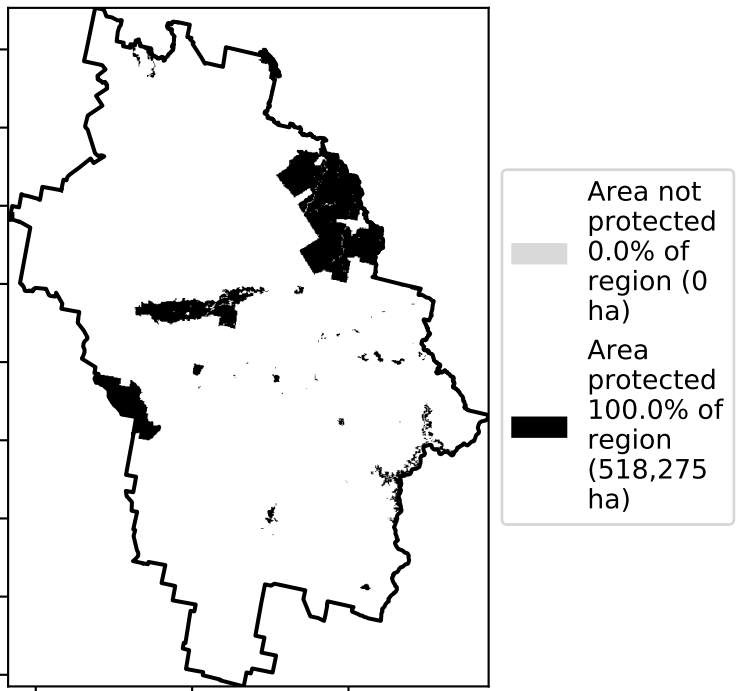 Area not
protected
0.0% of
region (0
ha)
Area
protected
100.0% of
region
(518,275
ha)